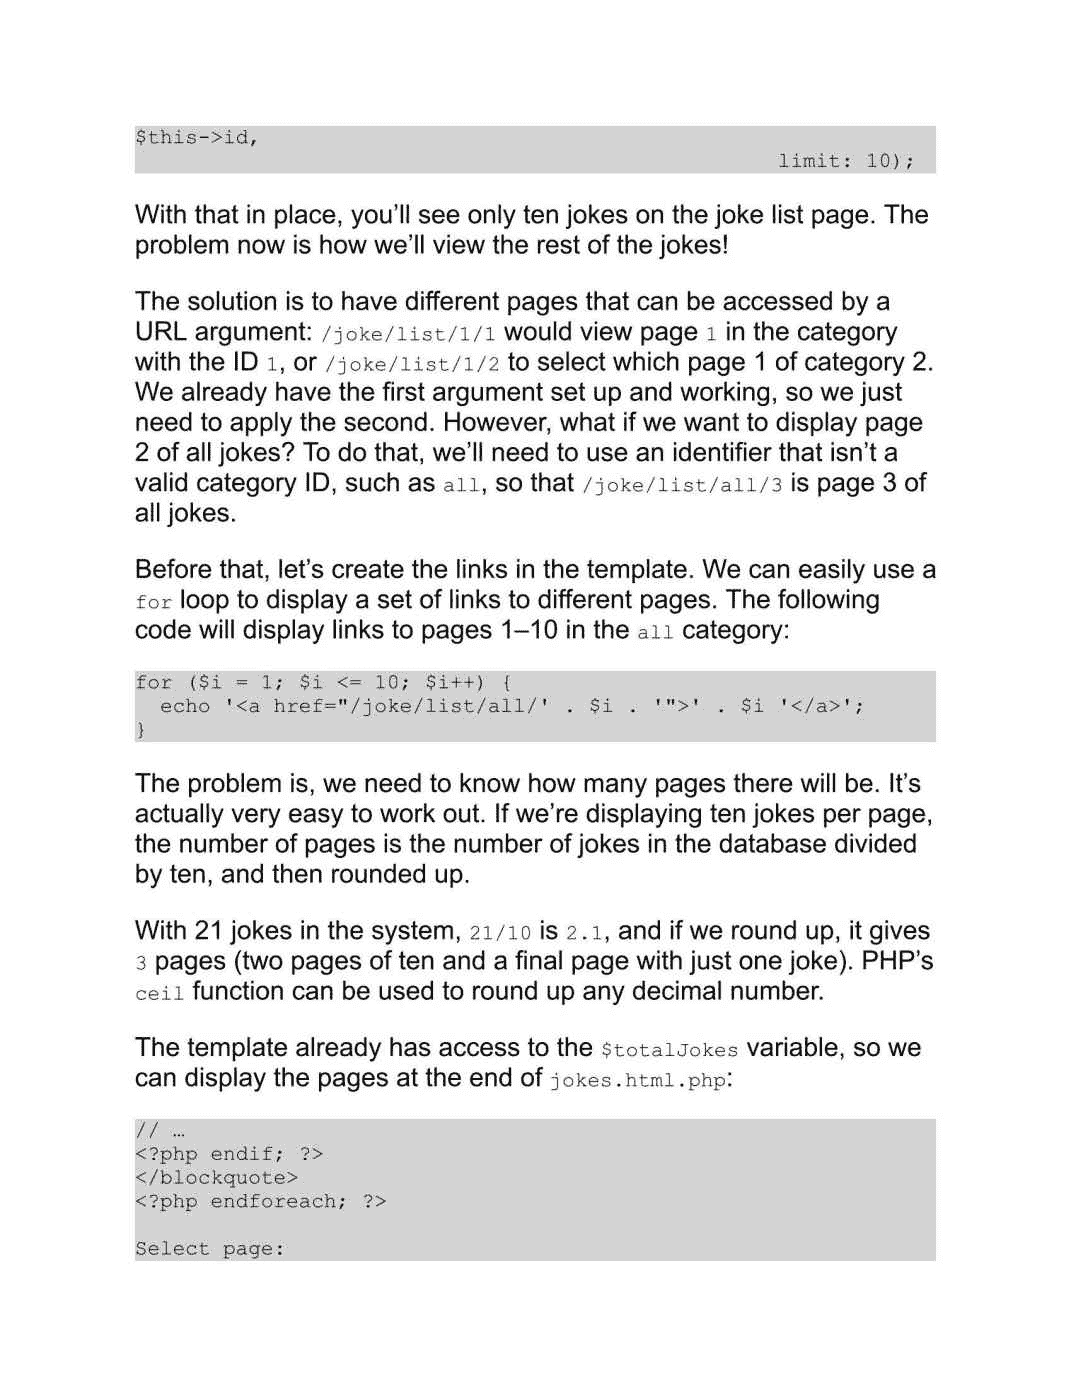 $this->id,
limit: 10);
With that in place, you’ll see only ten jokes on the joke list page. The
problem now is how we’ll view the rest of the jokes!
The solution is to have different pages that can be accessed by a
URL argument: /joke/list/1/1 would view page 1 in the category
with the ID 1, or /joke/list/1/2 to select which page 1 of category 2.
We already have the first argument set up and working, so we just
need to apply the second. However, what if we want to display page
2 of all jokes? To do that, we’ll need to use an identifier that isn’t a
valid category ID, such as all, so that /joke/list/all/3 is page 3 of
all jokes.
Before that, let’s create the links in the template. We can easily use a
for loop to display a set of links to different pages. The following
code will display links to pages 1–10 in the all category:
for ($i = 1; $i <= 10; $i++) {
  echo '<a href="/joke/list/all/' . $i . '">' . $i '</a>';
}
The problem is, we need to know how many pages there will be. It’s
actually very easy to work out. If we’re displaying ten jokes per page,
the number of pages is the number of jokes in the database divided
by ten, and then rounded up.
With 21 jokes in the system, 21/10 is 2.1, and if we round up, it gives
3 pages (two pages of ten and a final page with just one joke). PHP’s
ceil function can be used to round up any decimal number.
The template already has access to the $totalJokes variable, so we
can display the pages at the end of jokes.html.php:
// …
<?php endif; ?>
</blockquote>
<?php endforeach; ?>
Select page: